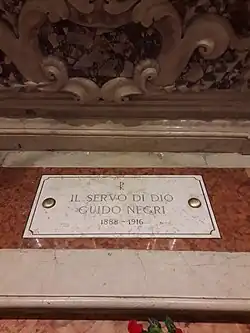 IL SERVO DI DIO
GUIDO NEGRI
1888 - 1916